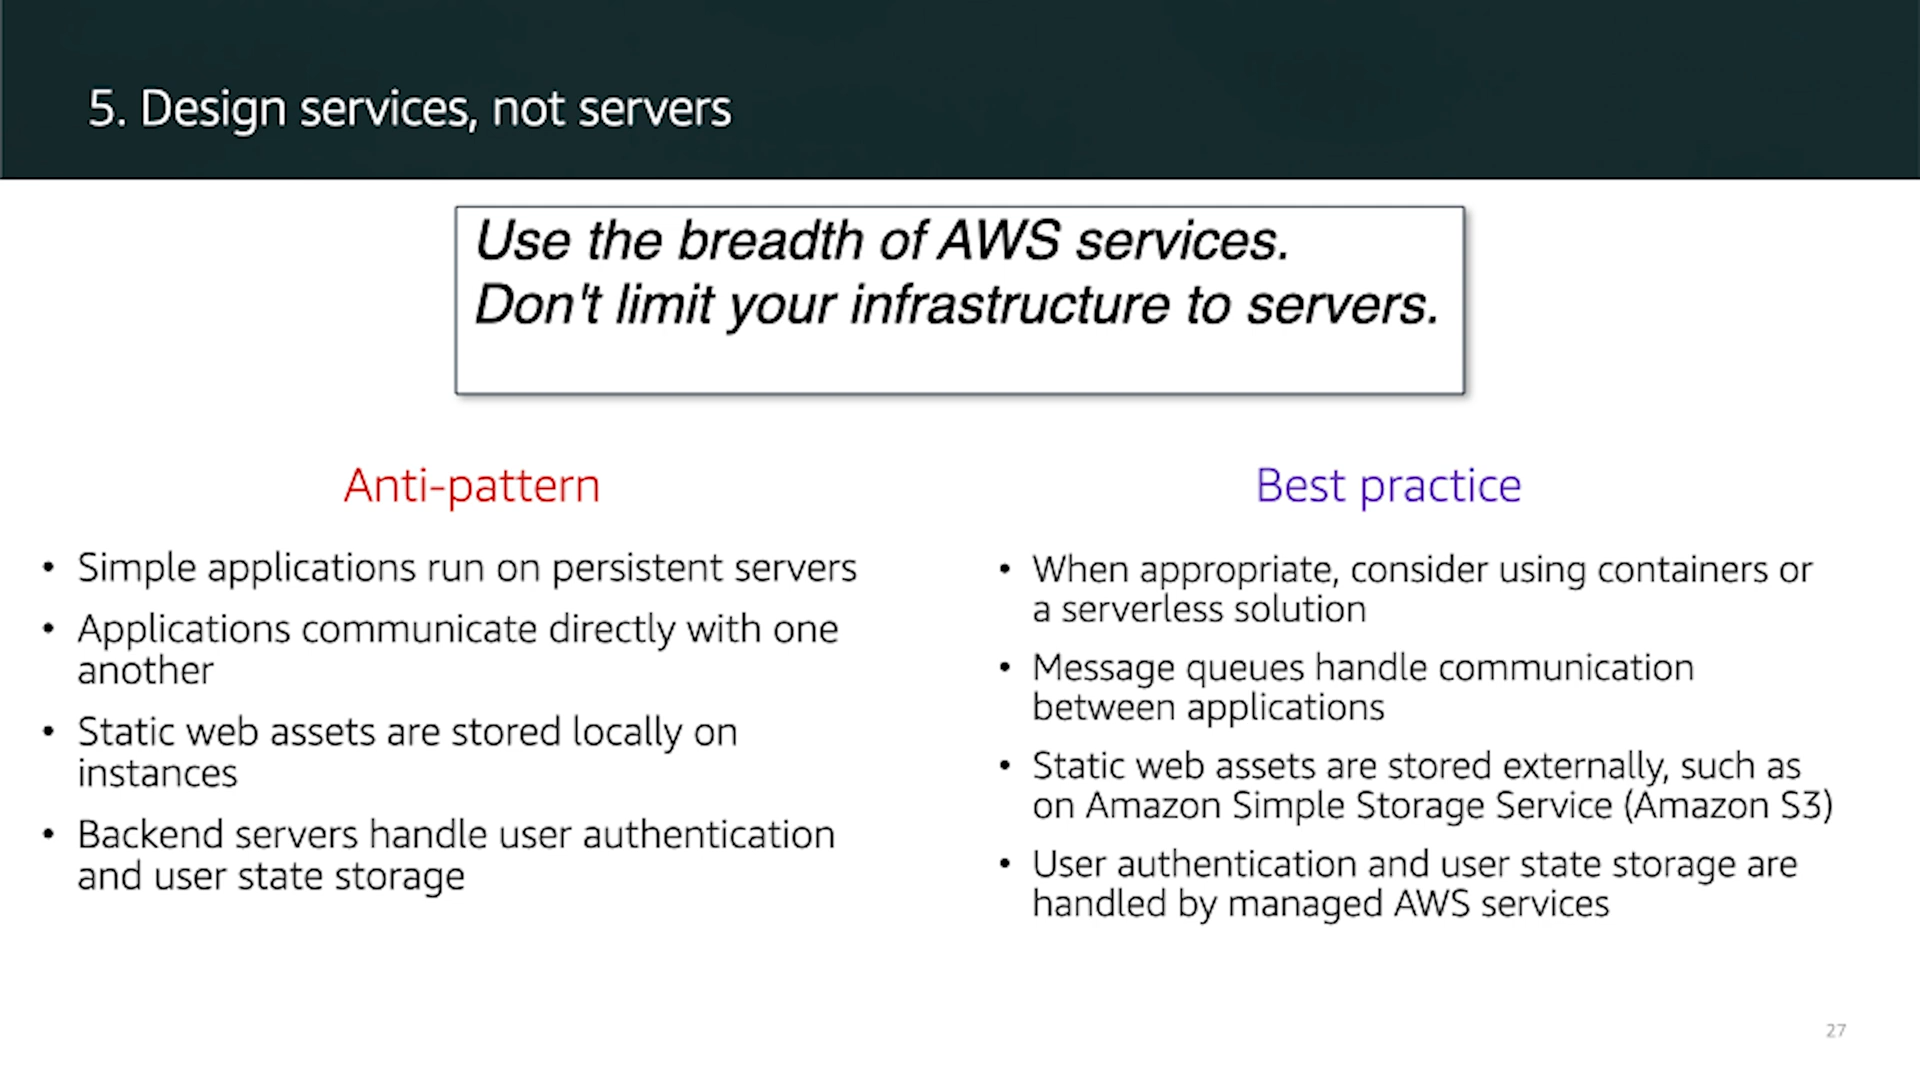 5. Design services, not servers
Use the breadth of AWS services.
Don't limit your infrastructure to servers.
Anti-pattern
• Simple applications run on persistent servers
• Applications communicate directly with one
another
• Static web assets are stored locally on
instances
• Backend servers handle user authentication
and user state storage
Best practice
• When appropriate, consider using containers or
a serverless solution
• Message queues handle communication
between applications
• Static web assets are stored externally, such as
on Amazon Simple Storage Service (Amazon S3)
• User authentication and user state storage are
handled by managed AWS services
27